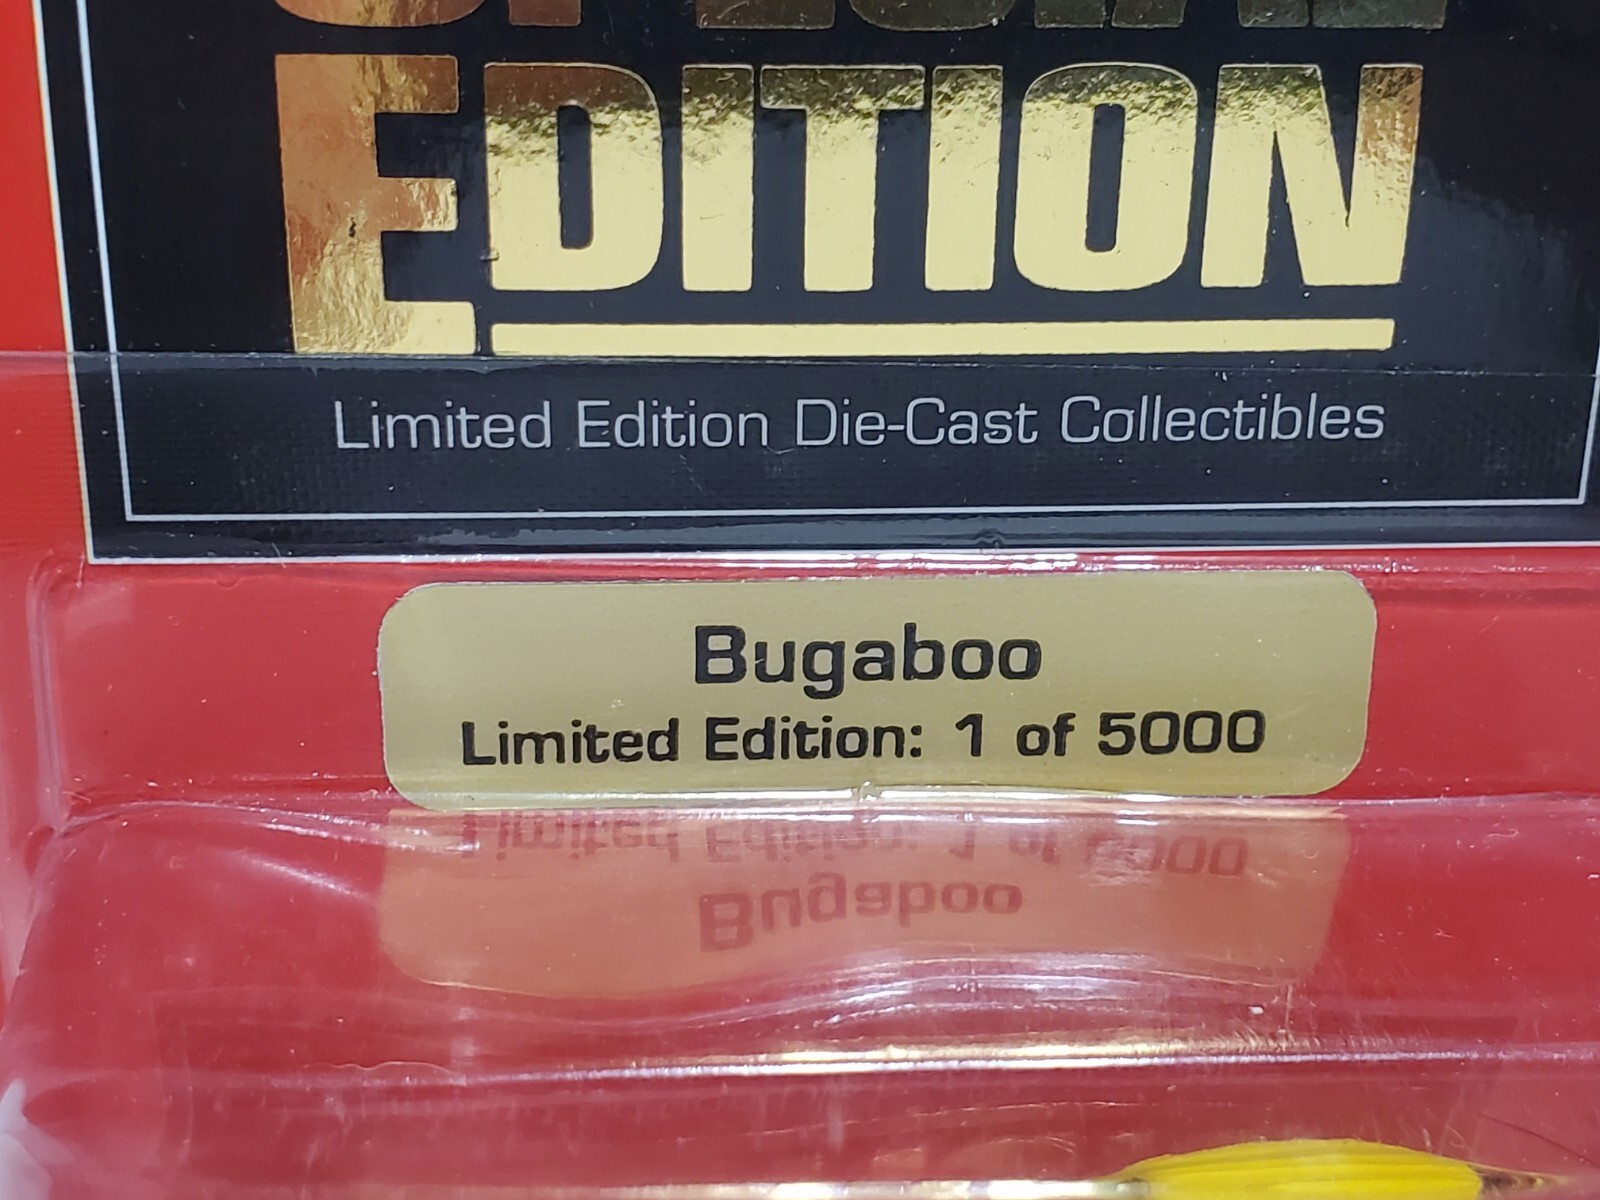 EDITION
Limited Edition Die-Cast Collectibles
Bugaboo
Limited Edition: 1 of 5000